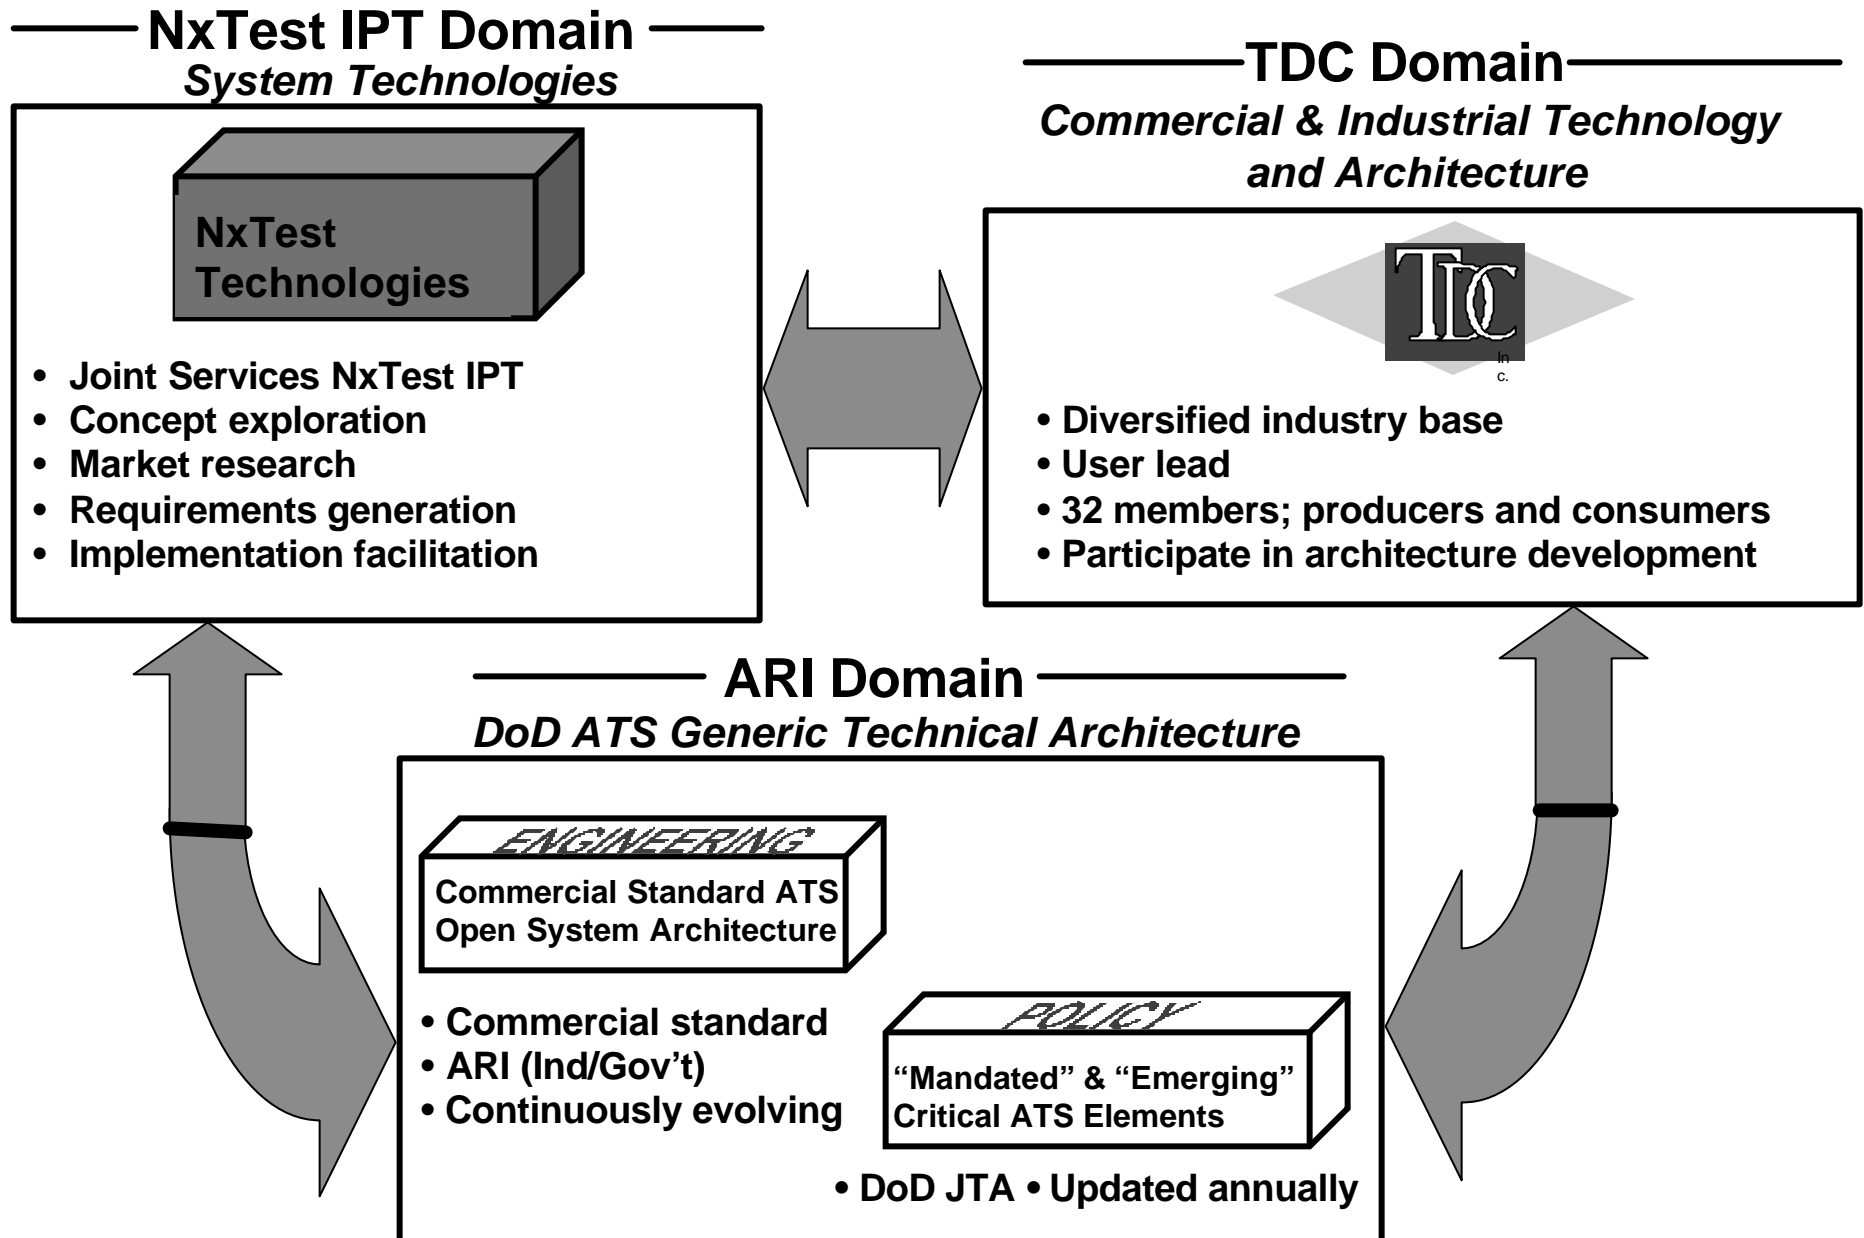 NxTest IPT Domain
System Technologies
NxTest
Technologies
• Joint Services NxTest IPT
• Concept exploration
• Market research
• Requirements generation
• Implementation facilitation
TDC Domain
Commercial & Industrial Technology
and Architecture
TDC
In
c.
• Diversified industry base
• User lead
• 32 members; producers and consumers
• Participate in architecture development
ARI Domain
DoD ATS Generic Technical Architecture
ENGINEERING
Commercial Standard ATS
Open System Architecture
• Commercial standard
• ARI (Ind/Gov’t)
• Continuously evolving
POLICY
“Mandated” & “Emerging”
Critical ATS Elements
• DoD JTA • Updated annually